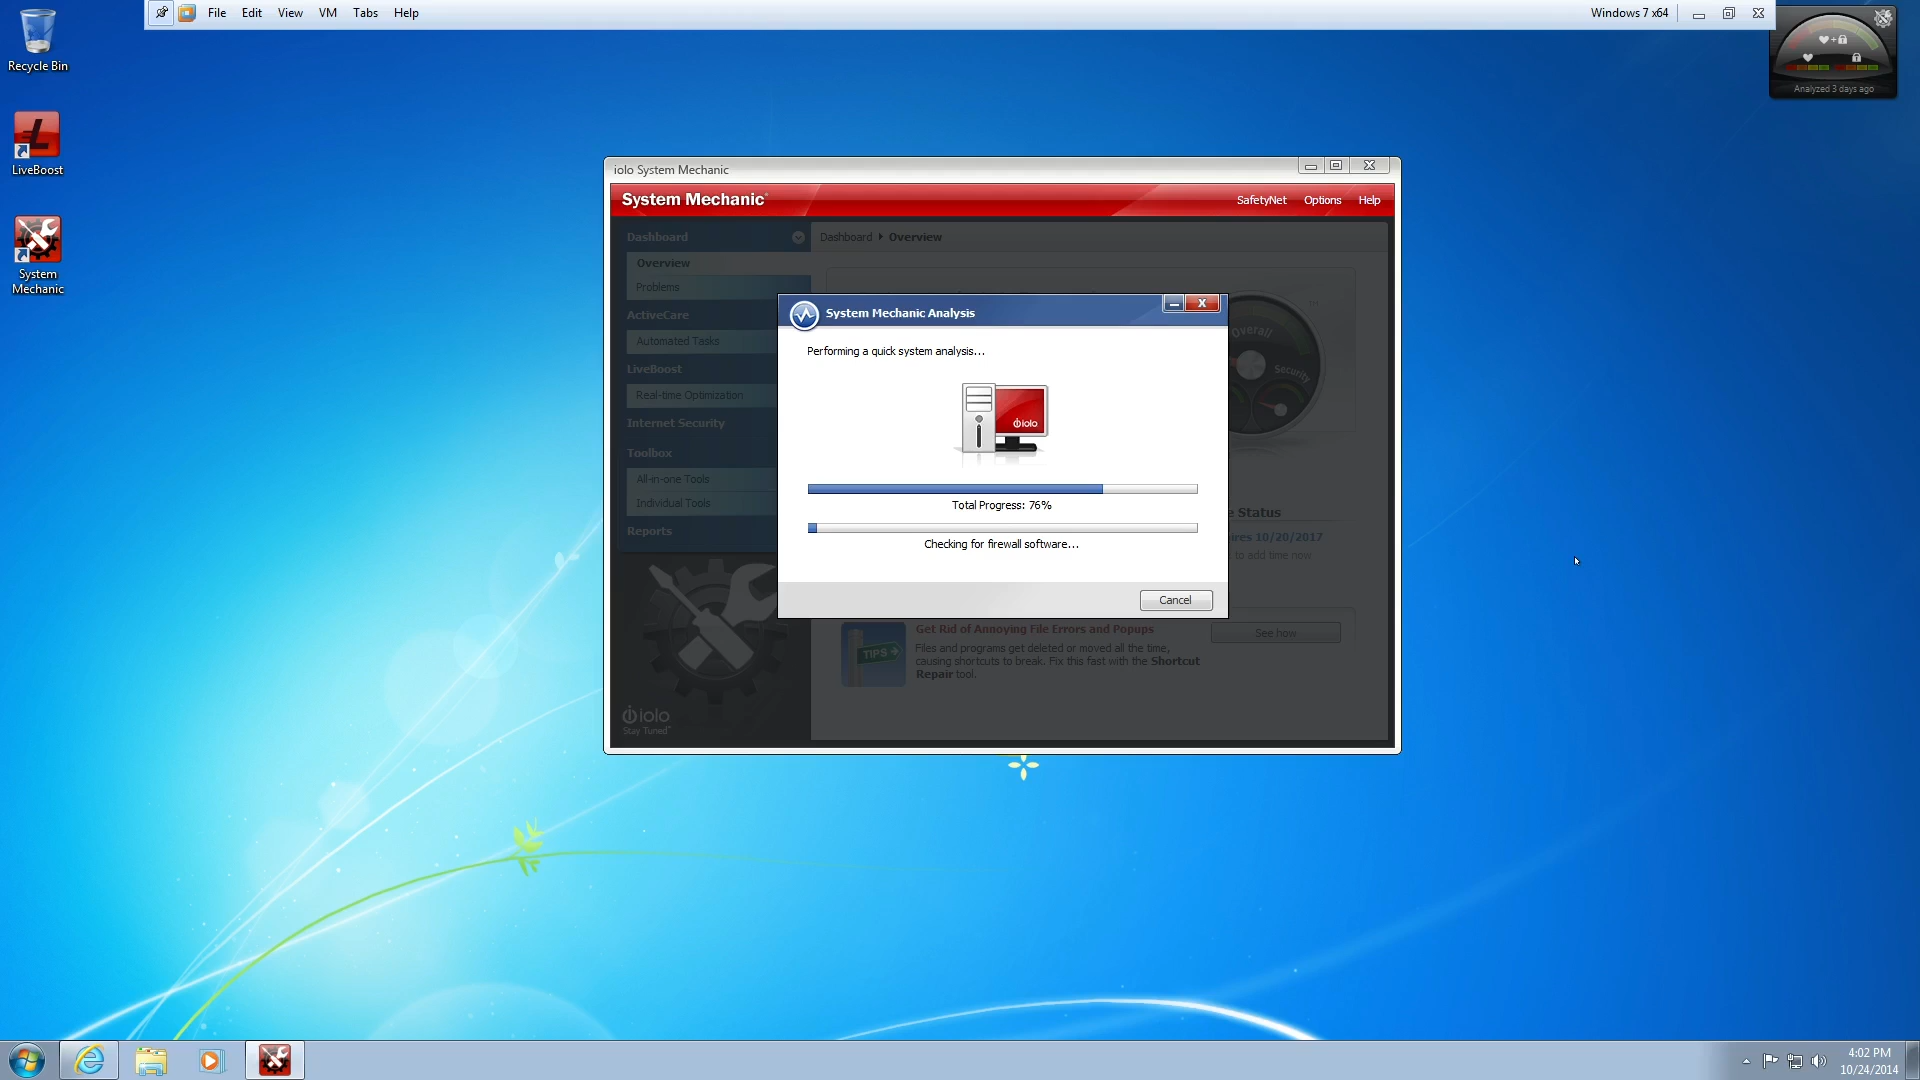 File Edit View VM Tabs Help
Windows 7 x64
Recycle Bin
Analyzed 3 days ago
LiveBoost
System
Mechanic
iolo System Mechanic
System Mechanic
SafetyNet Options Help
Dashboard
Dashboard Overview
Overview
Problems
ActiveCare
Automated Tasks
LiveBoost
Real-time Optimization
Internet Security
Toolbox
All-in-one Tools
Individual Tools
Reports
Overall
Security
System Mechanic Analysis
X
Performing a quick system analysis...
iolo
Total Progress: 76%
Checking for firewall software...
Cancel
e Status
ires 10/20/2017
to add time now
TIPS
Get Rid of Annoying File Errors and Popups
See how
Files and programs get deleted or moved all the time,
causing shortcuts to break. Fix this fast with the Shortcut
Repair tool.
iolo
Stay Tuned™
4:02 PM
10/24/2014